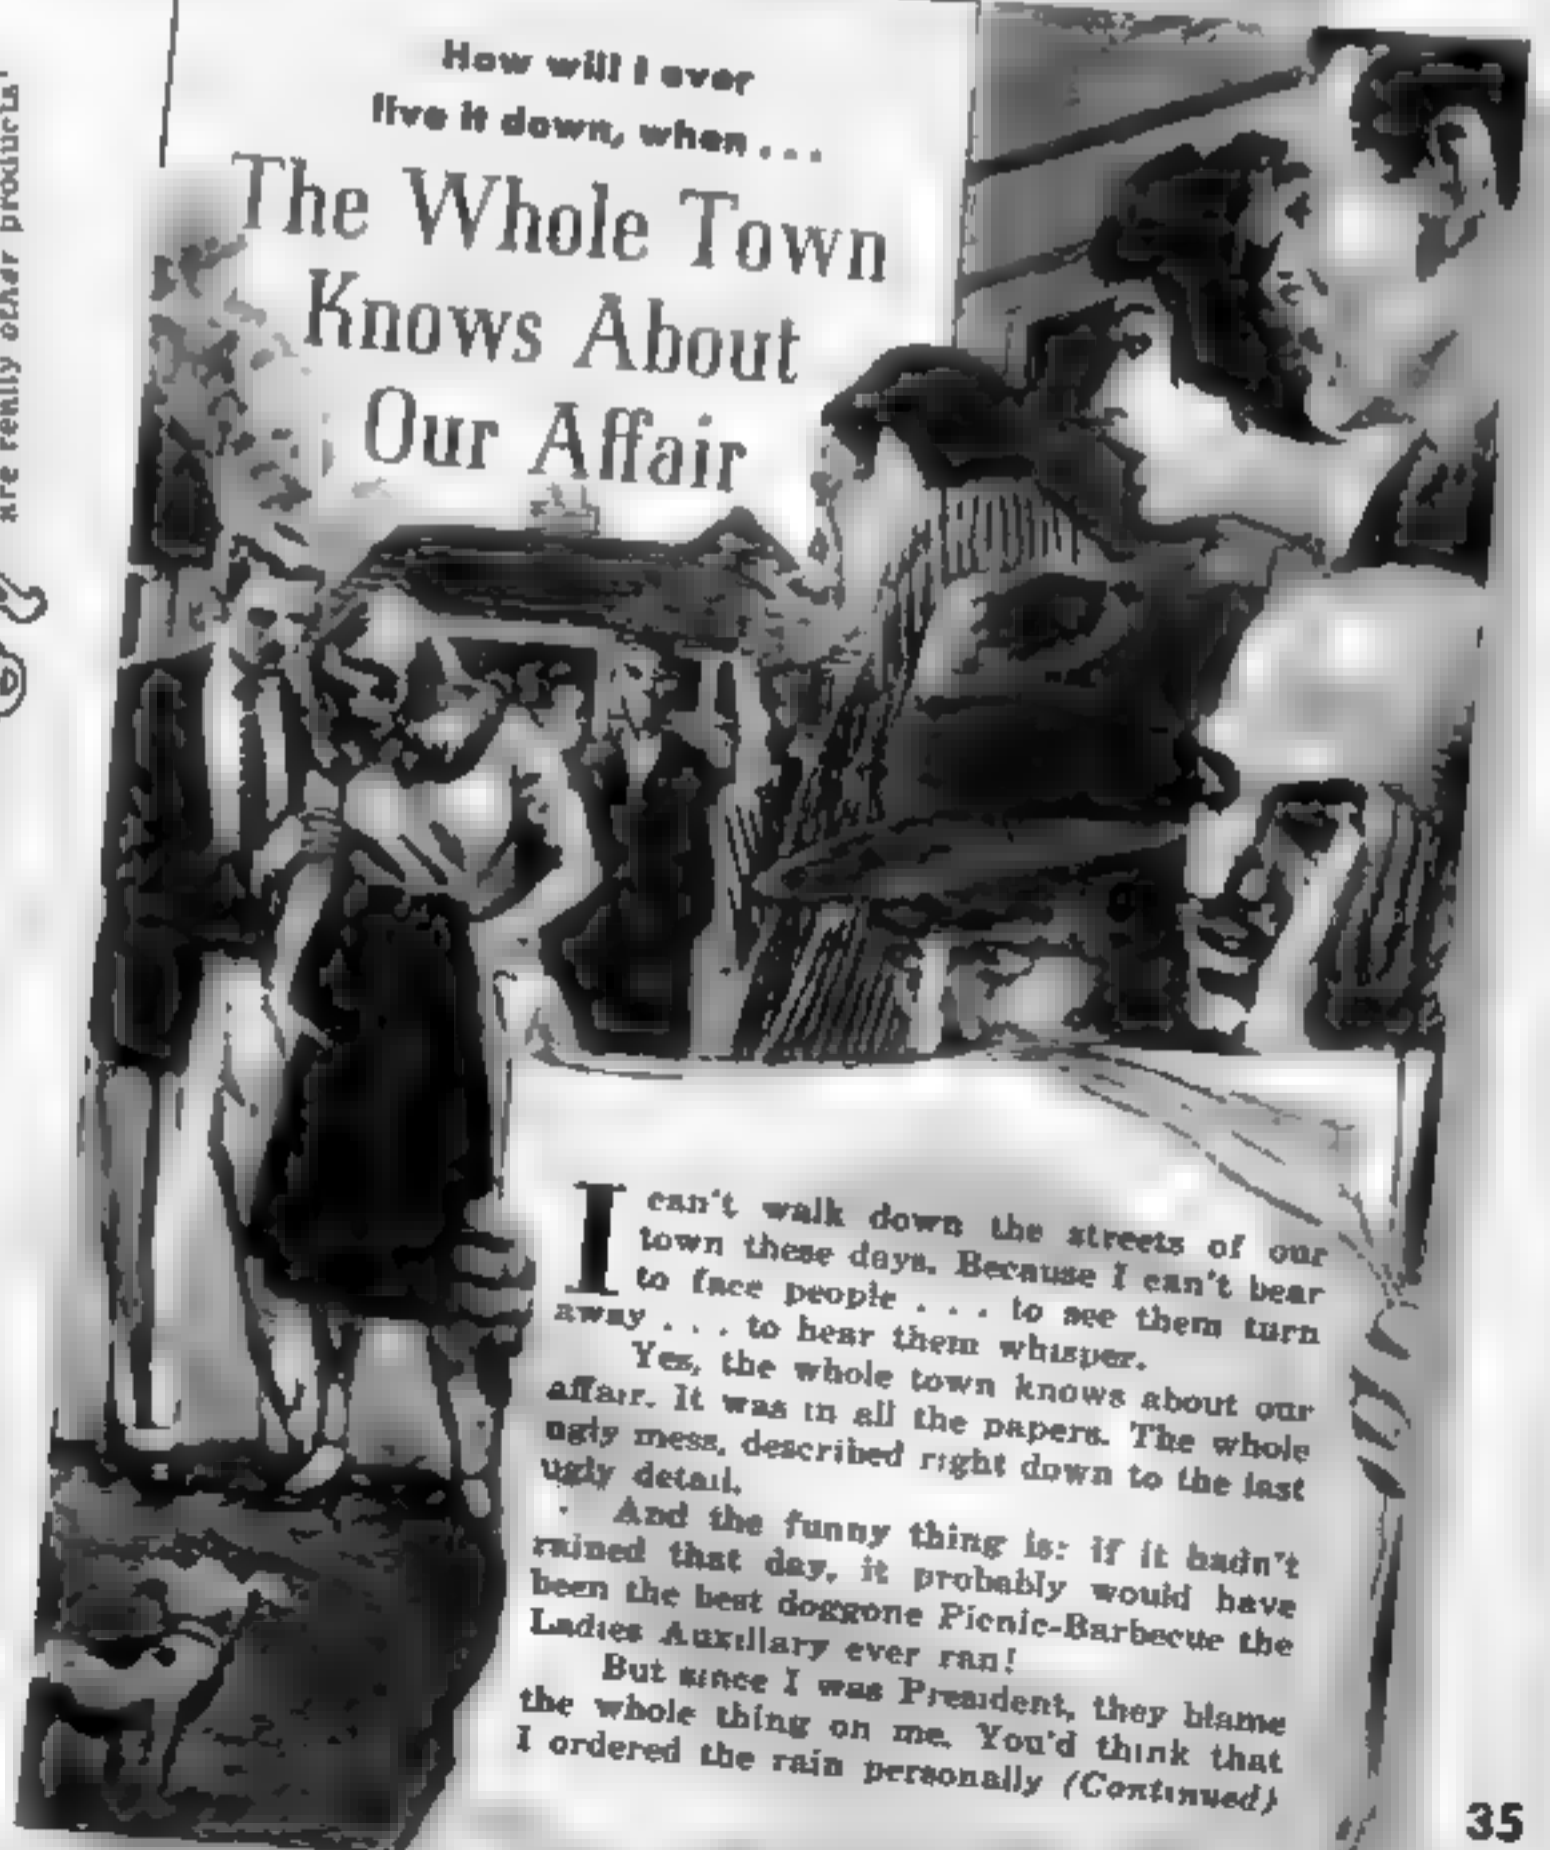 are really other products'
How will I ever
live it down, when . . .
The Whole Town
Knows About
Our Affair
I can't walk down the streets of our
town these days. Because I can't bear
to face people . . . to see them turn
away . . . to hear them whisper.
Yes, the whole town knows about our
affair. It was in all the papers. The whole
ugly mess, described right down to the last
ugly detail.
And the funny thing is: if it hadn't
rained that day, it probably would have
been the best doggone Picnic-Barbecue the
Ladies Auxillary ever ran!
But since I was President, they blame
the whole thing on me. You'd think that
I ordered the rain personally (Continued)
35